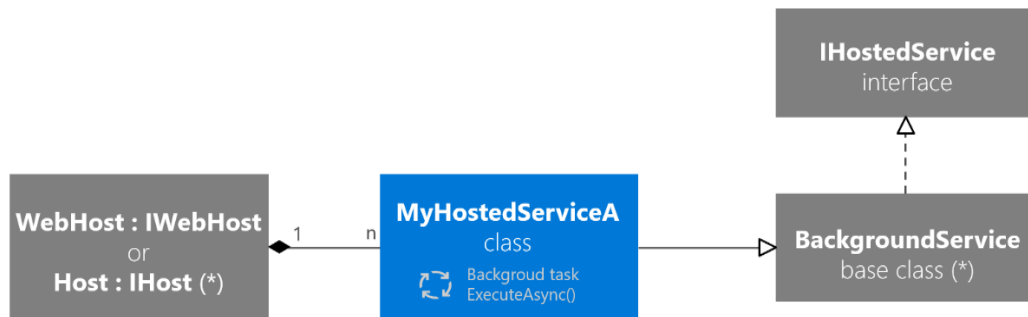 IHostedService
interface
WebHost : IWebHost
or
Host : IHost (*)
1
n
MyHostedServiceA
class
Backgroud task
ExecuteAsync()
BackgroundService
base class (*)